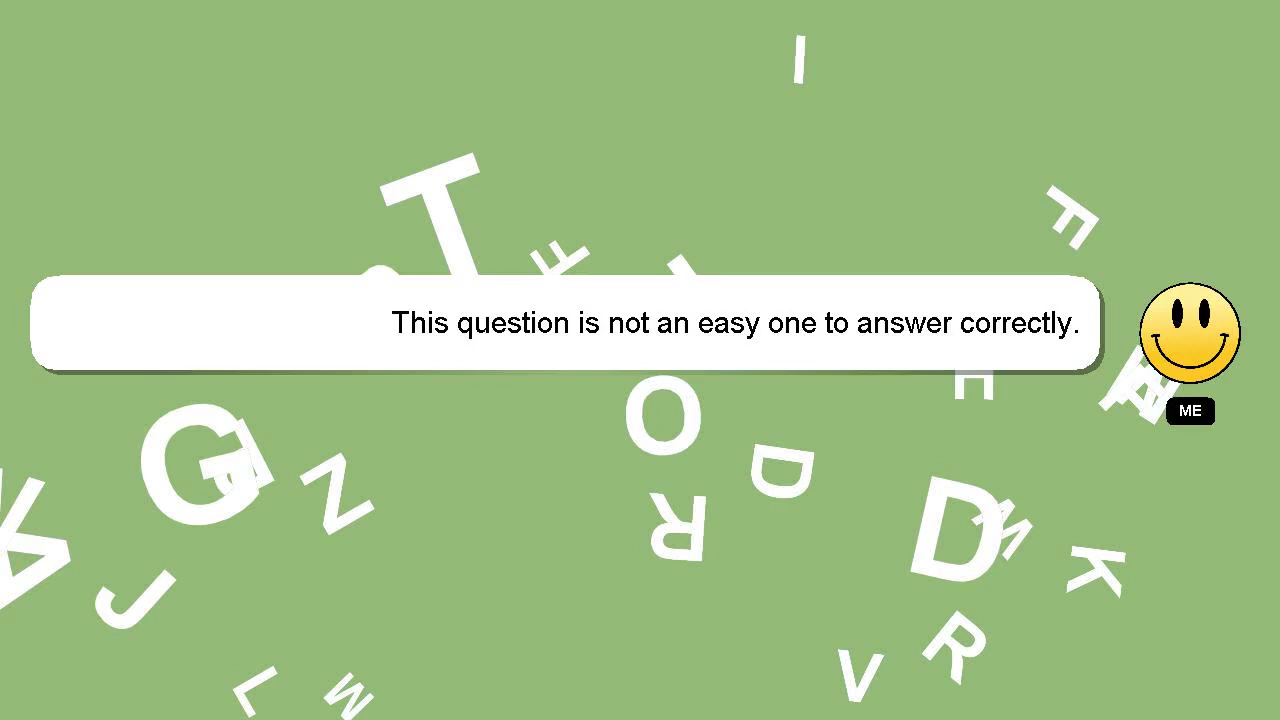 I
T
F
F
This question is not an easy one to answer correctly.
ME
H
O
G
N
D
R
D
M
K
J
R
V
L
M